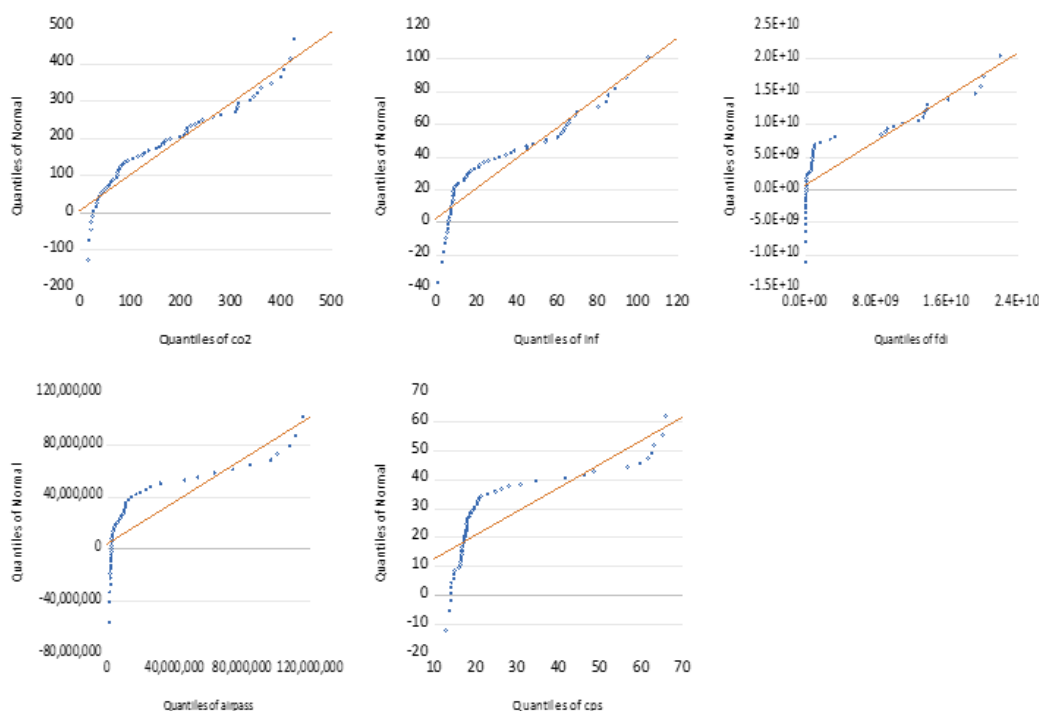 500
400
300
200
100
0
-100
-200
0 100 200 300 400 500
Quantiles of Normal
Quantiles of co2
120
100
80
60
40
20
0
-20
-40
0 20 40 60 80 100 120
Quantiles of Normal
Quantiles of inf
2.5E+10
2.0E+10
1.5E+10
1.0E+10
5.0E+09
0.0E+00
-5.0E+09
-1.0E+10
-1.5E+10
0.0E+00 8.0E+09 1.6E+10 2.4E+10
Quantiles of Normal
Quantiles of fdi
120,000,000
80,000,000
40,000,000
0
-40,000,000
-80,000,000
0 40,000,000 80,000,000 120,000,000
Quantiles of Normal
Quantiles of airpass
70
60
50
40
30
20
10
0
-10
-20
10 20 30 40 50 60 70
Quantiles of Normal
Quantiles of cps